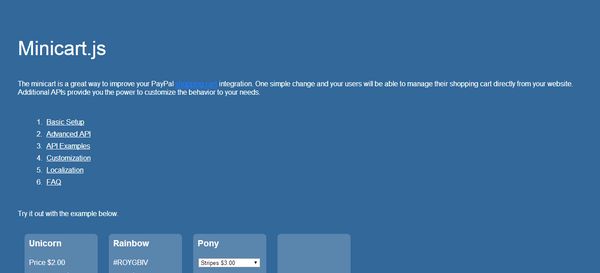 Minicart.js
The minicart is a great way to improve your PayPal shopping cart integration. One simple change and your users will be able to manage their shopping cart directly from your website.
Additional APIs provide you the power to customize the behavior to your needs.
1. Basic Setup
2. Advanced API
3. API Examples
4. Customization
5. Localization
6. FAQ
Try it out with the example below.
Unicorn Rainbow Pony
Price $2.00 #ROYGBIV Stripes $3.00